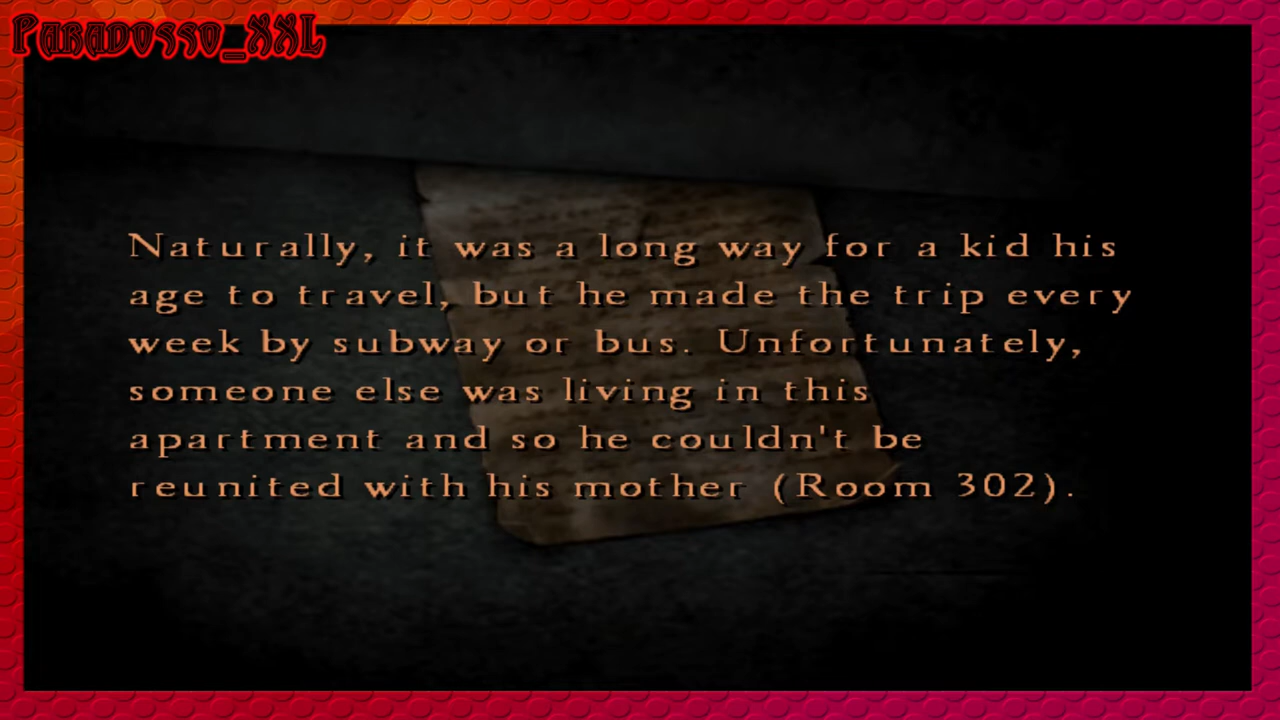 Paradosso_XXL
Naturally, it was a long way for a kid his
age to travel, but he made the trip every
week by subway or bus. Unfortunately,
someone else was living in this
apartment and so he couldn't be
reunited with his mother (Room 302).